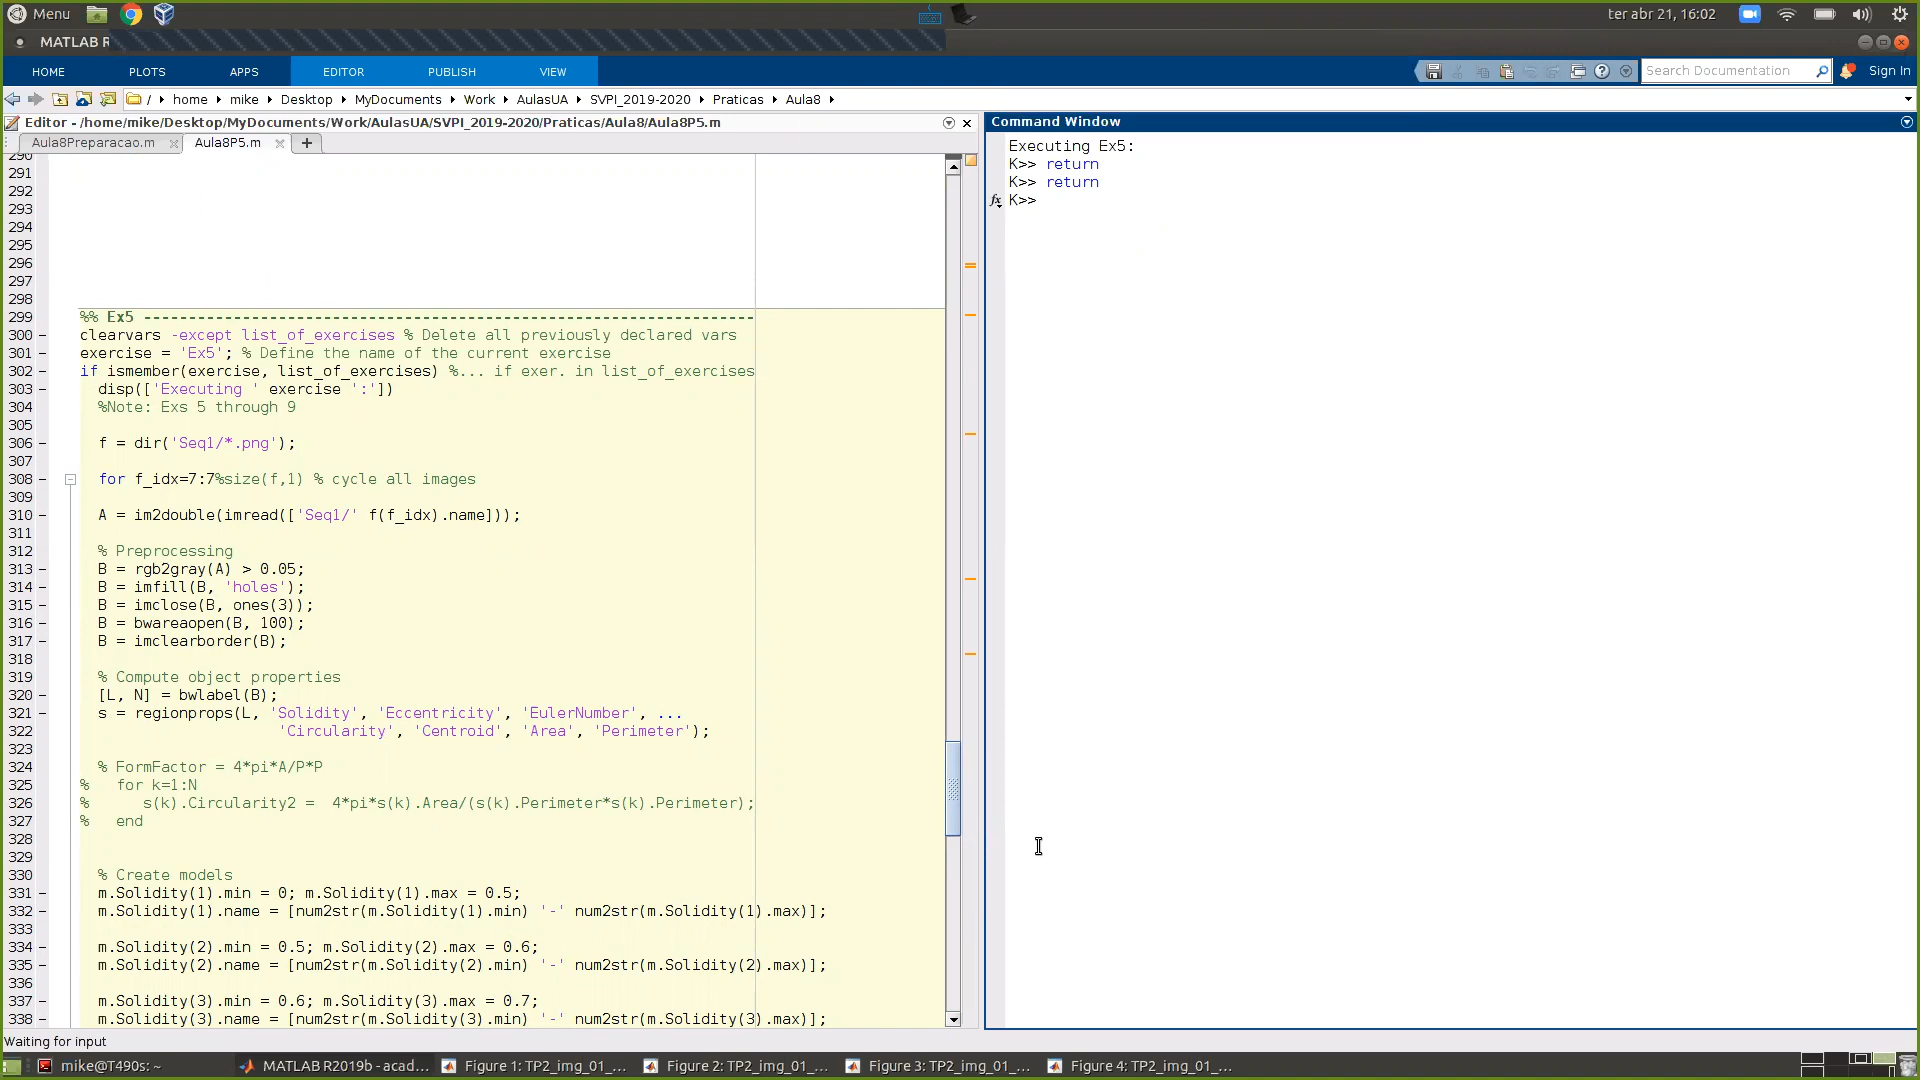 Menu
ter abr 21, 16:02
MATLAB R
HOME PLOTS APPS EDITOR PUBLISH VIEW
Search Documentation
Sign In
/ home mike Desktop MyDocuments Work AulasUA SVPI_2019-2020 Praticas Aula8
Editor - /home/mike/Desktop/MyDocuments/Work/AulasUA/SVPI_2019-2020/Praticas/Aula8/Aula8P5.m
Aula8Preparacao.m Aula8P5.m +
290
291 -
292 -
293 -
294 -
295 -
296 -
297 -
298 -
299 %% Ex5 --------------------------------------------------------------------
300 - clearvars -except list_of_exercises % Delete all previously declared vars
301 - exercise = 'Ex5'; % Define the name of the current exercise
302 - if ismember(exercise, list_of_exercises) %... if exer. in list_of_exercises
303 - disp(['Executing ' exercise ':'])
304 %Note: Exs 5 through 9
305
306 - f = dir('Seq1/*.png');
307
308 - for f_idx=7:7%size(f,1) % cycle all images
309
310 - A = im2double(imread(['Seq1/' f(f_idx).name]));
311
312 % Preprocessing
313 - B = rgb2gray(A) > 0.05;
314 - B = imfill(B, 'holes');
315 - B = imclose(B, ones(3));
316 - B = bwareaopen(B, 100);
317 - B = imclearborder(B);
318
319 % Compute object properties
320 - [L, N] = bwlabel(B);
321 - s = regionprops(L, 'Solidity', 'Eccentricity', 'EulerNumber', ...
322 'Circularity', 'Centroid', 'Area', 'Perimeter');
323
324 % FormFactor = 4*pi*A/P*P
325 % for k=1:N
326 % s(k).Circularity2 = 4*pi*s(k).Area/(s(k).Perimeter*s(k).Perimeter);
327 % end
328
329
330 % Create models
331 - m.Solidity(1).min = 0; m.Solidity(1).max = 0.5;
332 - m.Solidity(1).name = [num2str(m.Solidity(1).min) '-' num2str(m.Solidity(1).max)];
333
334 - m.Solidity(2).min = 0.5; m.Solidity(2).max = 0.6;
335 - m.Solidity(2).name = [num2str(m.Solidity(2).min) '-' num2str(m.Solidity(2).max)];
336
337 - m.Solidity(3).min = 0.6; m.Solidity(3).max = 0.7;
338 - m.Solidity(3).name = [num2str(m.Solidity(3).min) '-' num2str(m.Solidity(3).max)];
Command Window
Executing Ex5:
K>> return
K>> return
fx K>>
Waiting for input
mike@T490s: ~
MATLAB R2019b - acad...
Figure 1: TP2_img_01_...
Figure 2: TP2_img_01_...
Figure 3: TP2_img_01_...
Figure 4: TP2_img_01_...